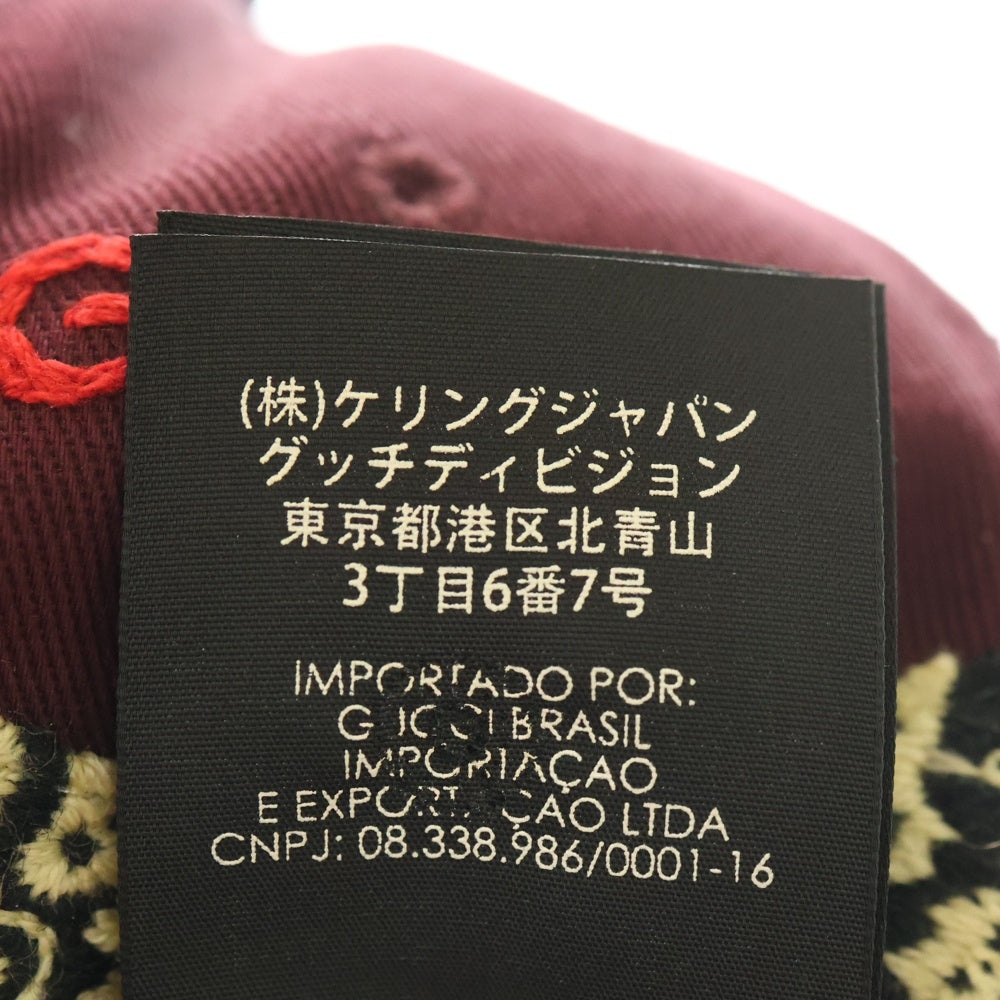 (株)ケリングジャパン
グッチディビジョン
東京都港区北青山
3丁目6番7号
IMPORTADO POR:
GUCCI BRASIL
IMPORTAÇAO
E EXPORTAÇAO LTDA
CNPJ: 08.338.986/0001-16